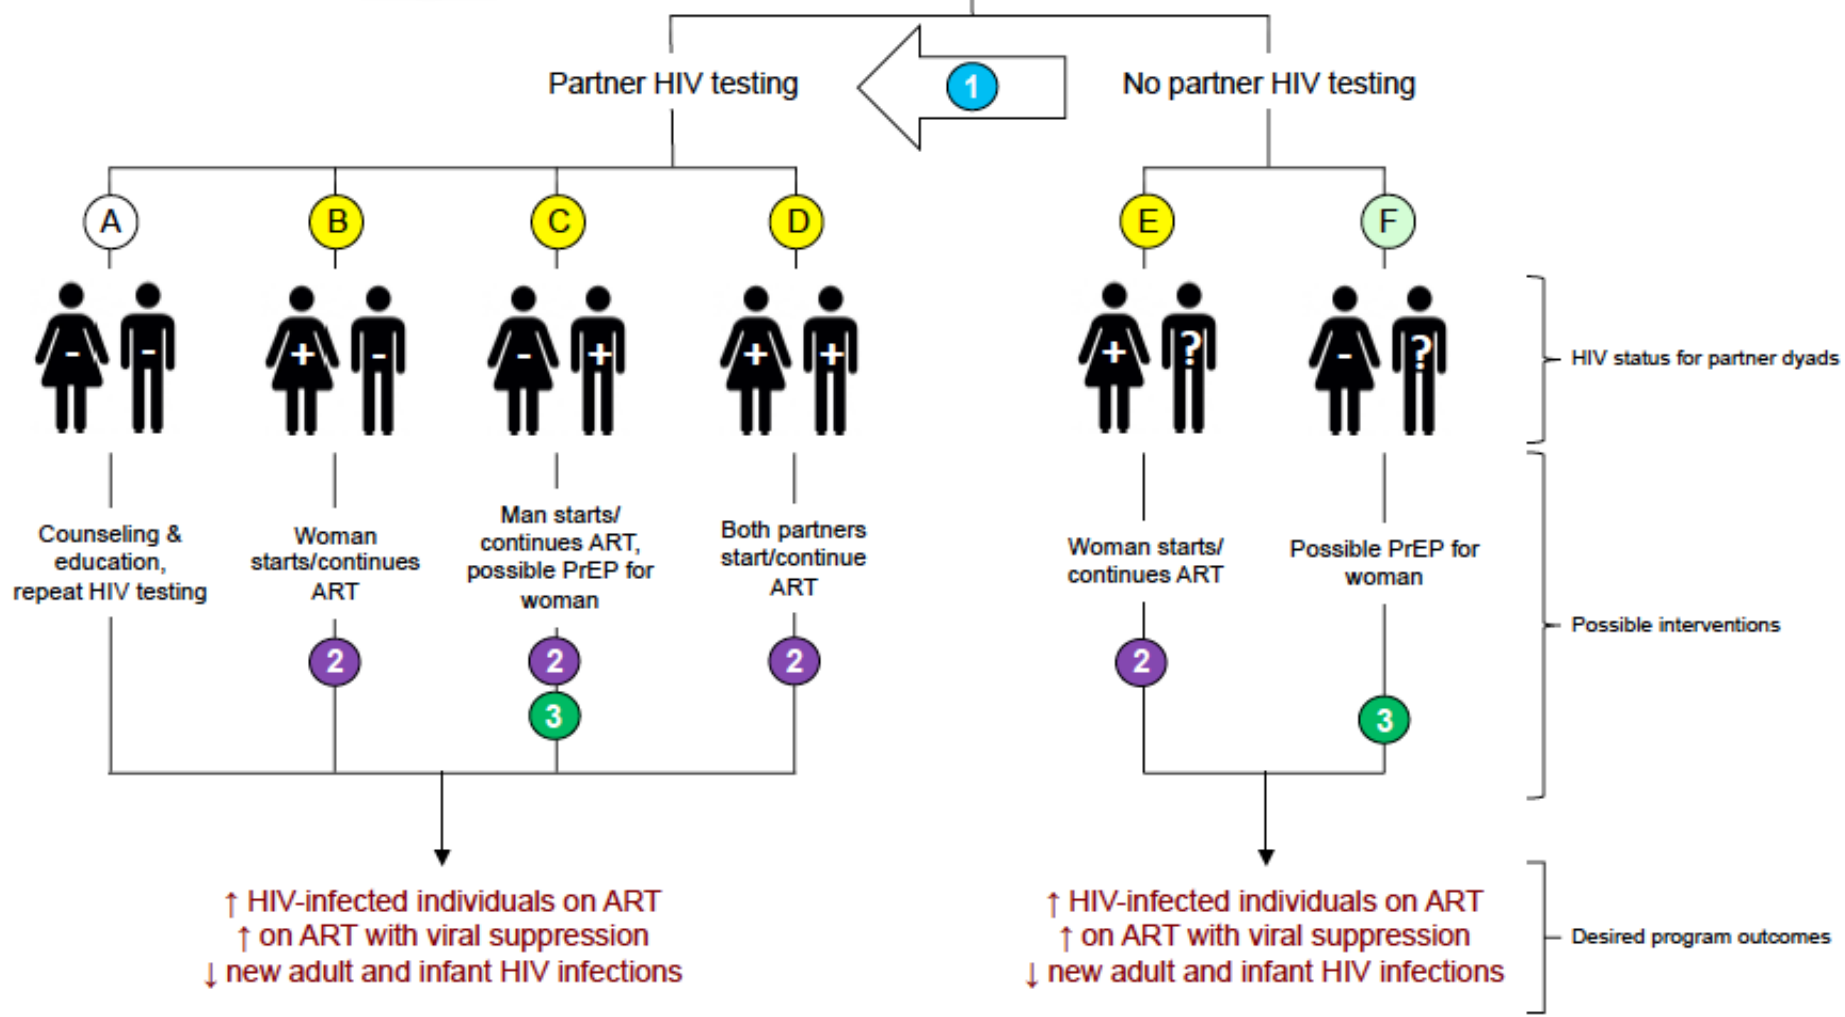 Partner HIV testing
1
No partner HIV testing
A
B
C
D
E
F
- -
+ -
- +
+ +
+ ?
- ?
HIV status for partner dyads
Counseling &
education,
repeat HIV testing
Woman
starts/continues
ART
Man starts/
continues ART,
possible PrEP for
woman
Both partners
start/continue
ART
Woman starts/
continues ART
Possible PrEP for
woman
Possible interventions
2
2
3
2
2
3
↑ HIV-infected individuals on ART
↑ on ART with viral suppression
↓ new adult and infant HIV infections
↑ HIV-infected individuals on ART
↑ on ART with viral suppression
↓ new adult and infant HIV infections
Desired program outcomes